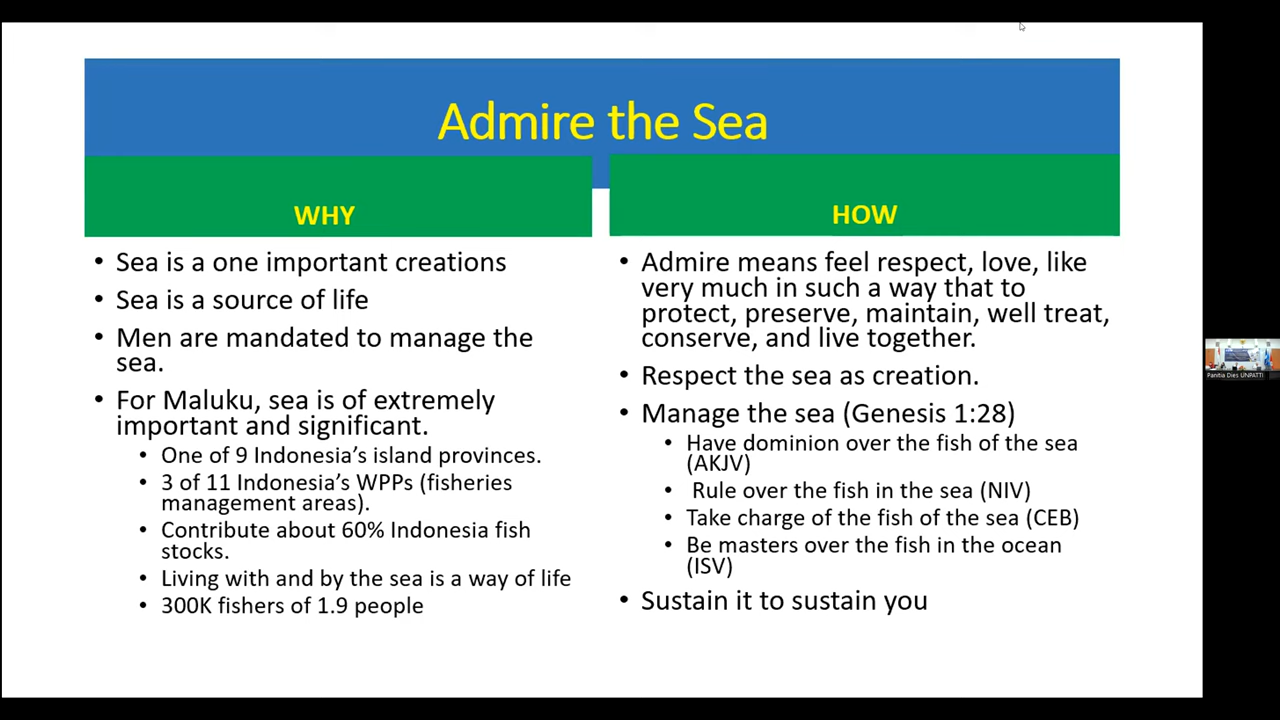 Admire the Sea
WHY
• Sea is a one important creations
• Sea is a source of life
• Men are mandated to manage the
sea.
• For Maluku, sea is of extremely
important and significant.
• One of 9 Indonesia's island provinces.
• 3 of 11 Indonesia's WPPs (fisheries
management areas).
• Contribute about 60% Indonesia fish
stocks.
• Living with and by the sea is a way of life
• 300K fishers of 1.9 people
HOW
• Admire means feel respect, love, like
very much in such a way that to
protect, preserve, maintain, well treat,
conserve, and live together.
• Respect the sea as creation.
• Manage the sea (Genesis 1:28)
• Have dominion over the fish of the sea
(AKJV)
• Rule over the fish in the sea (NIV)
• Take charge of the fish of the sea (CEB)
• Be masters over the fish in the ocean
(ISV)
• Sustain it to sustain you
Panitia Dies UNPATTI